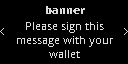 banner
Please sign this
< message with your >
wallet